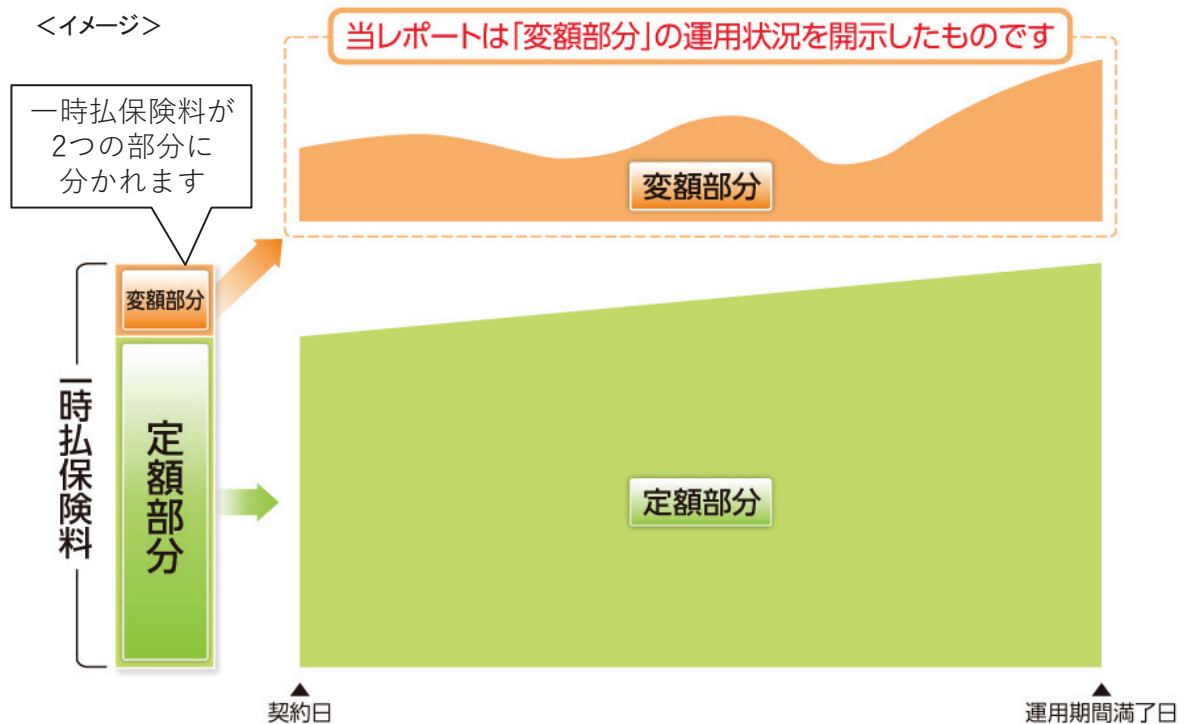 <イメージ>
当レポートは「変額部分」の運用状況を開示したものです
一時払保険料が
2つの部分に
分かれます
変額部分
変額部分
一時払保険料
定額部分
定額部分
▲
契約日
▲
運用期間満了日